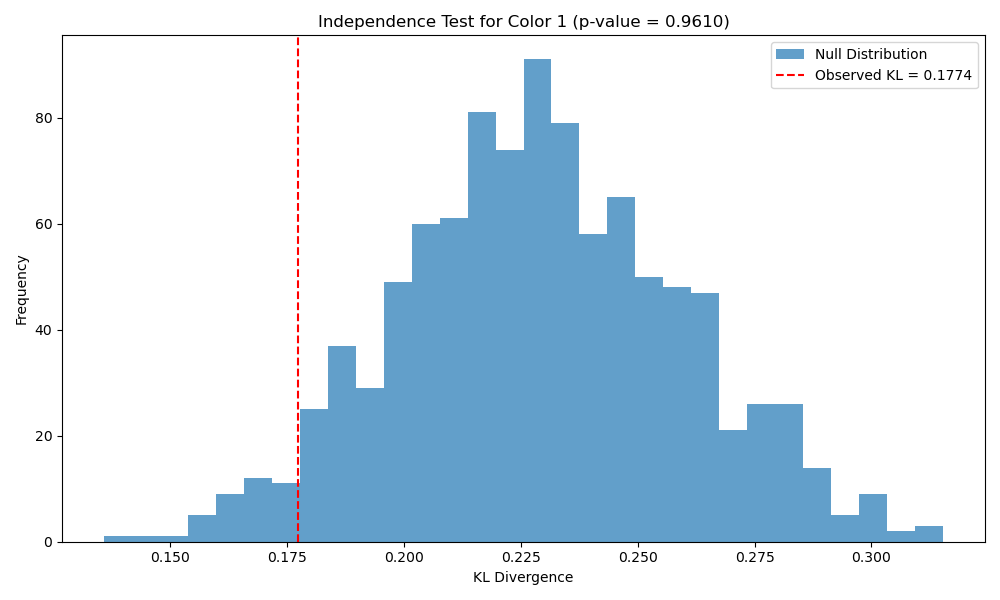 Independence Test for Color 1 (p-value = 0.9610)
Null Distribution
Observed KL = 0.1774
Frequency
80
60
40
20
0
0.150 0.175 0.200 0.225 0.250 0.275 0.300
KL Divergence